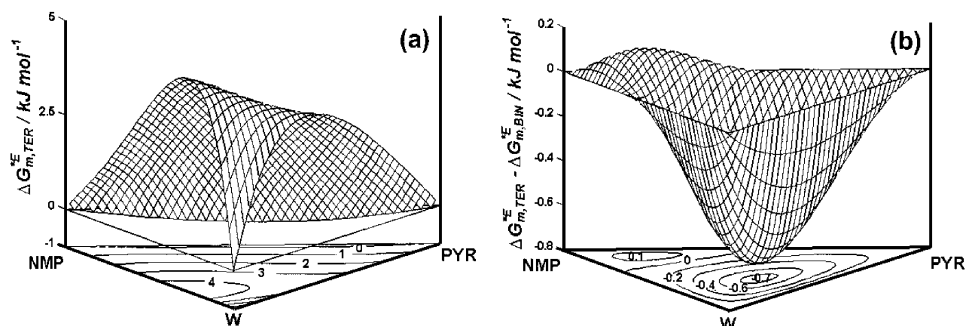 5
(a)
ΔG*E m,TER / kJ mol-1
2.5
0
-1
NMP
PYR
W
0
1
2
3
4
0.2
(b)
ΔG*E m,TER - ΔG*E m,BIN / kJ mol-1
0
-0.2
-0.4
-0.6
-0.8
NMP
PYR
W
0.1
0
-0.2
-0.4
-0.6
-0.7